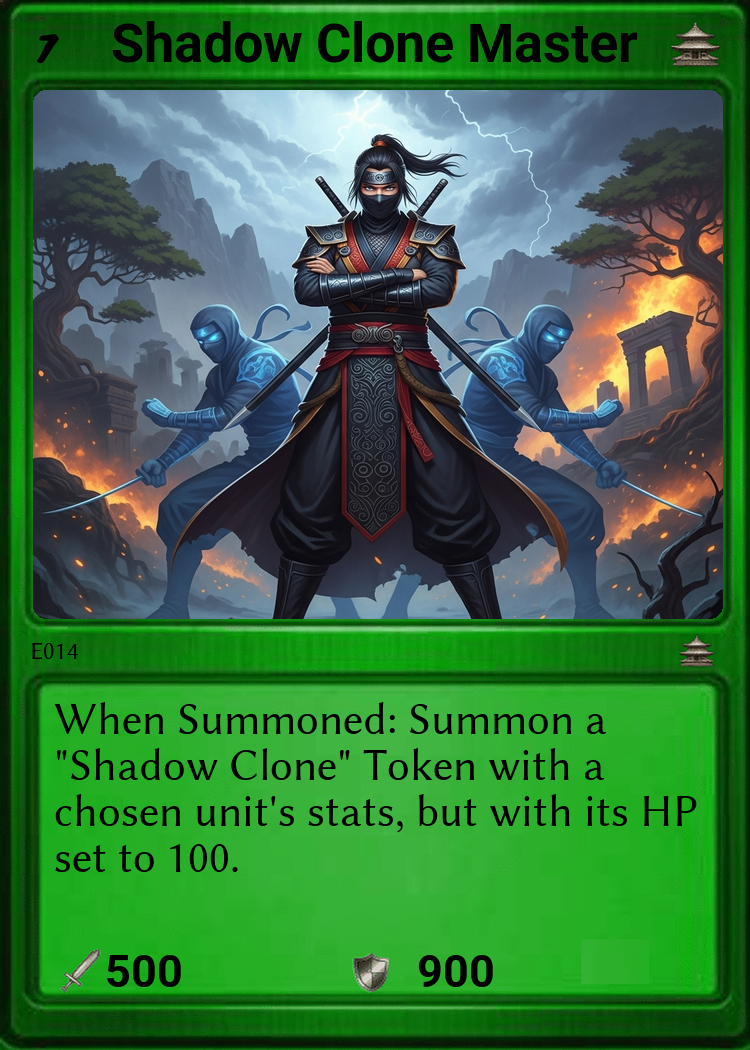 7 Shadow Clone Master
E014
When Summoned: Summon a
"Shadow Clone" Token with a
chosen unit's stats, but with its HP
set to 100.
500 900